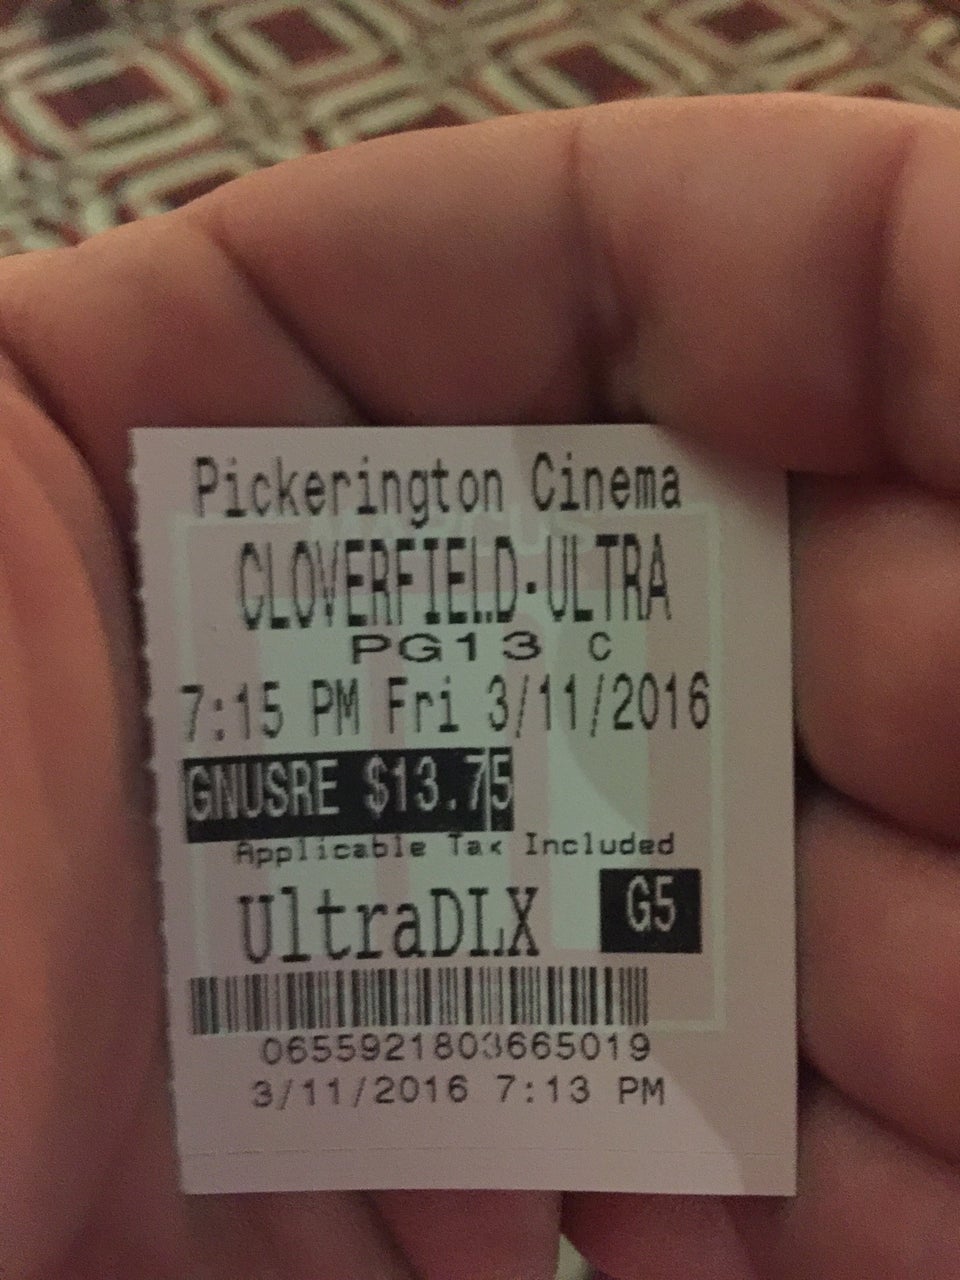 Pickerington Cinema
CLOVERFIELD-ULTRA
PG13 C
7:15 PM Fri 3/11/2016
GNUSRE $13.75
Applicable Tax Included
UltraDLX G5
0655921803665019
3/11/2016 7:13 PM